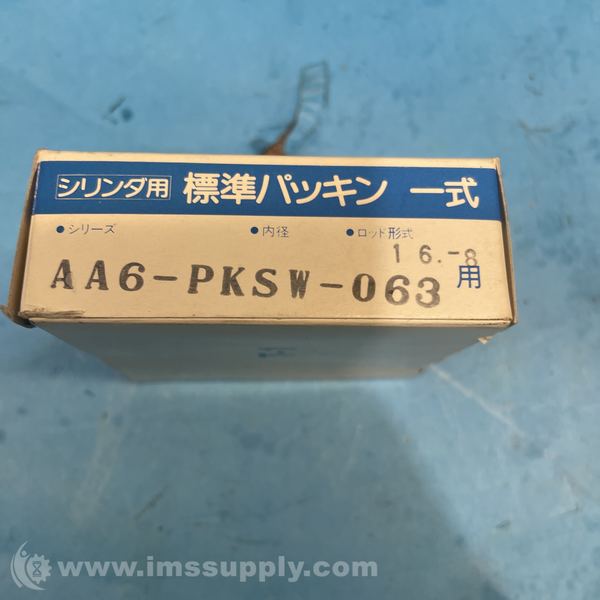 シリンダ用 標準パッキン 一式
●シリーズ ●内径 ●ロッド形式
16.-8
AA6-PKSW-063 用
www.imssupply.com